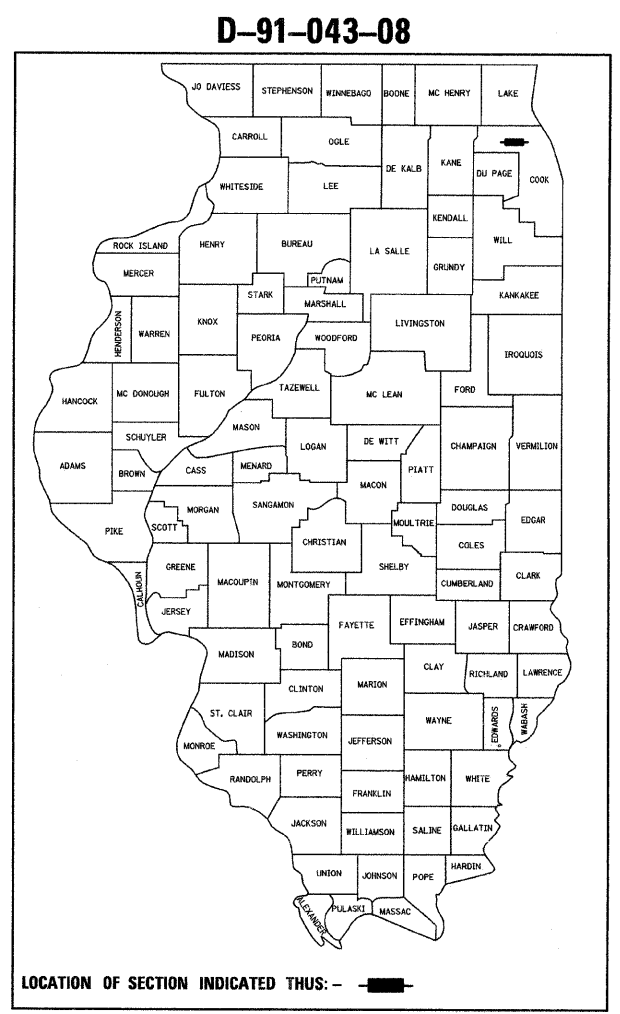 D-91-043-08
JO DAVIESS
STEPHENSON
WINNEBAGO
BOONE
MC HENRY
LAKE
CARROLL
OGLE
DE KALB
KANE
DU PAGE
COOK
WHITESIDE
LEE
KENDALL
WILL
ROCK ISLAND
HENRY
BUREAU
LA SALLE
GRUNDY
MERCER
PUTNAM
STARK
MARSHALL
KANKAKEE
HENDERSON
WARREN
KNOX
PEORIA
WOODFORD
LIVINGSTON
IROQUOIS
HANCOCK
MC DONOUGH
FULTON
TAZEWELL
MC LEAN
FORD
SCHUYLER
MASON
LOGAN
DE WITT
CHAMPAIGN
VERMILION
ADAMS
BROWN
CASS
MENARD
MACON
PIATT
PIKE
SCOTT
MORGAN
SANGAMON
CHRISTIAN
MOULTRIE
DOUGLAS
EDGAR
COLES
CALHOUN
GREENE
MACOUPIN
MONTGOMERY
SHELBY
CUMBERLAND
CLARK
JERSEY
FAYETTE
EFFINGHAM
JASPER
CRAWFORD
MADISON
BOND
CLAY
RICHLAND
LAWRENCE
CLINTON
MARION
ST. CLAIR
WASHINGTON
WAYNE
EDWARDS
WABASH
MONROE
JEFFERSON
RANDOLPH
PERRY
HAMILTON
WHITE
FRANKLIN
JACKSON
WILLIAMSON
SALINE
GALLATIN
UNION
JOHNSON
POPE
HARDIN
ALEXANDER
PULASKI
MASSAC
LOCATION OF SECTION INDICATED THUS:-